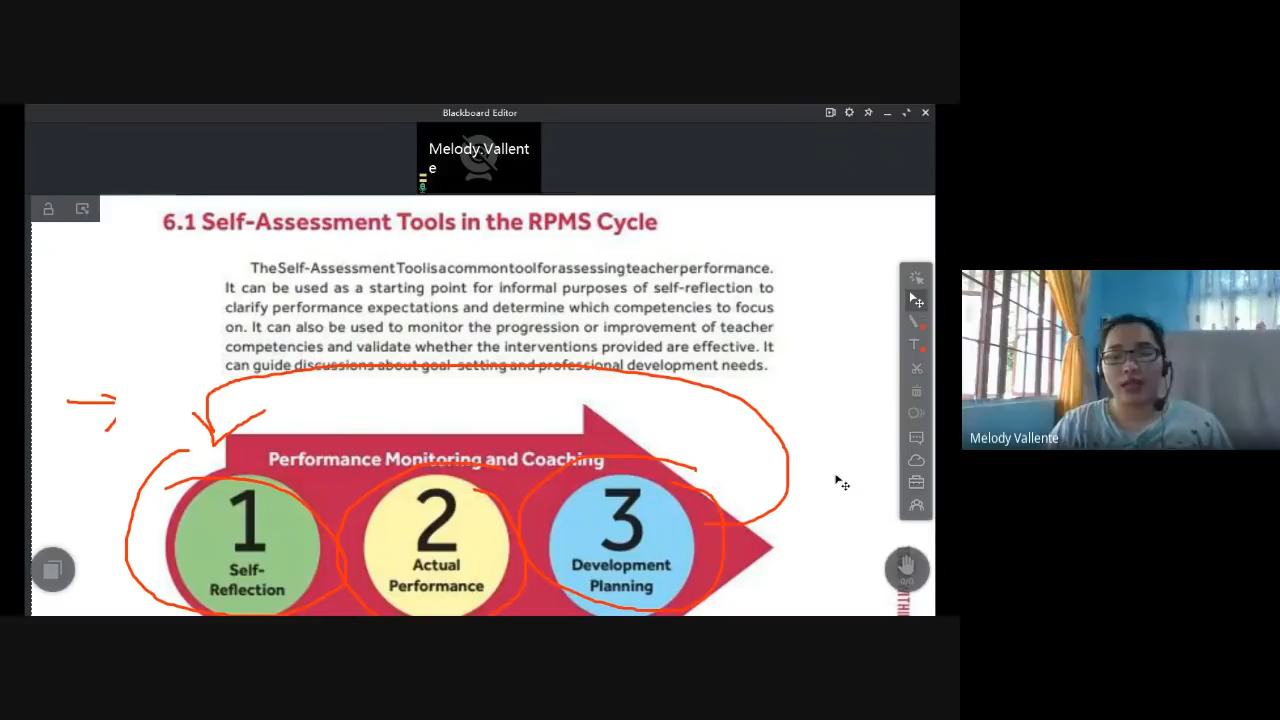 Blackboard Editor
Melody.Vallent
e
6.1 Self-Assessment Tools in the RPMS Cycle
The Self-Assessment Tool is a common tool for assessing teacher performance.
It can be used as a starting point for informal purposes of self-reflection to
clarify performance expectations and determine which competencies to focus
on. It can also be used to monitor the progression or improvement of teacher
competencies and validate whether the interventions provided are effective. It
can guide discussions about goal-setting and professional development needs.
Performance Monitoring and Coaching
1
Self-
Reflection
2
Actual
Performance
3
Development
Planning
T
0/0
Melody Vallente